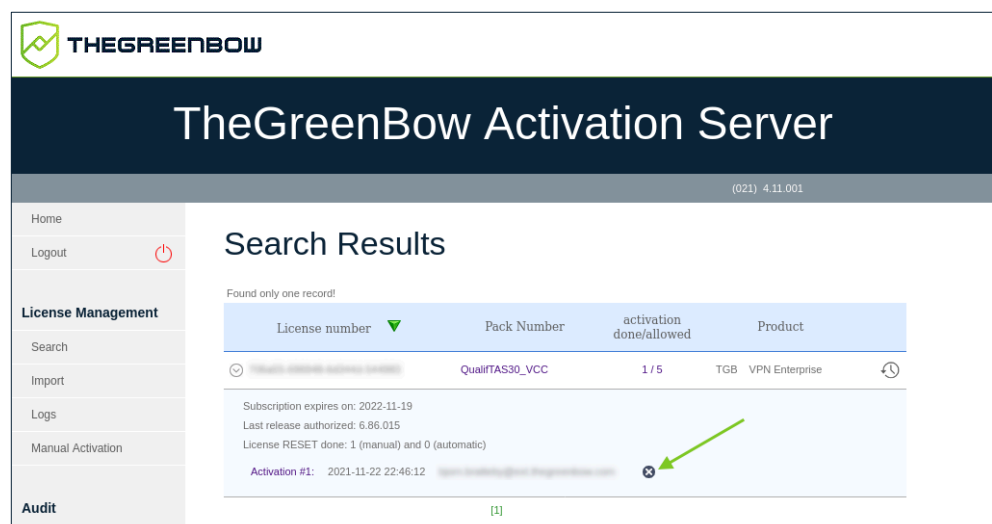 THEGREENBOW
TheGreenBow Activation Server
(021) 4.11.001
Home
Logout
License Management
Search
Import
Logs
Manual Activation
Audit
Search Results
Found only one record!
License number
Pack Number
activation
done/allowed
Product
QualifTAS30_VCC
1 / 5
TGB VPN Enterprise
Subscription expires on: 2022-11-19
Last release authorized: 6.86.015
License RESET done: 1 (manual) and 0 (automatic)
Activation #1: 2021-11-22 22:46:12
[1]